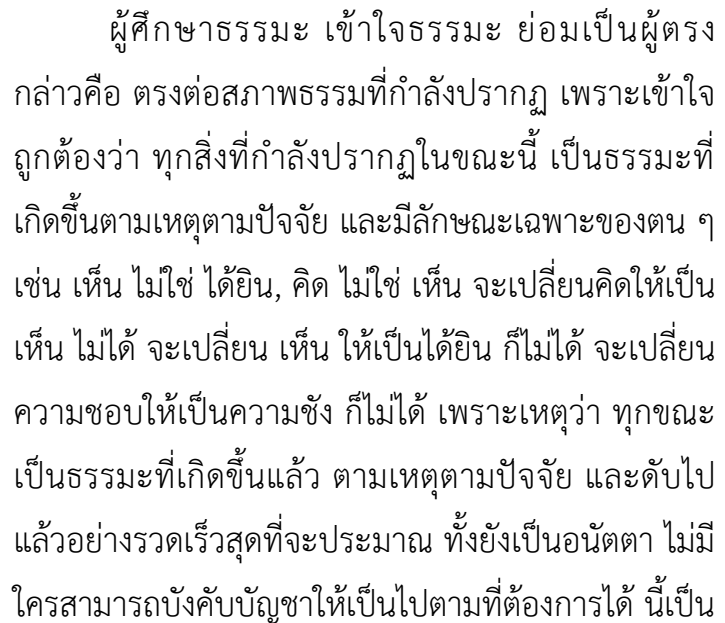 ผู้ศึกษาธรรมะ เข้าใจธรรมะ ย่อมเป็นผู้ตรง
กล่าวคือ ตรงต่อสภาพธรรมที่กำลังปรากฏ เพราะเข้าใจ
ถูกต้องว่า ทุกสิ่งที่กำลังปรากฏในขณะนี้ เป็นธรรมะที่
เกิดขึ้นตามเหตุตามปัจจัย และมีลักษณะเฉพาะของตน ๆ
เช่น เห็น ไม่ใช่ ได้ยิน, คิด ไม่ใช่ เห็น จะเปลี่ยนคิดให้เป็น
เห็น ไม่ได้ จะเปลี่ยน เห็น ให้เป็นได้ยิน ก็ไม่ได้ จะเปลี่ยน
ความชอบให้เป็นความชัง ก็ไม่ได้ เพราะเหตุว่า ทุกขณะ
เป็นธรรมะที่เกิดขึ้นแล้ว ตามเหตุตามปัจจัย และดับไป
แล้วอย่างรวดเร็วสุดที่จะประมาณ ทั้งยังเป็นอนัตตา ไม่มี
ใครสามารถบังคับบัญชาให้เป็นไปตามที่ต้องการได้ นี้เป็น